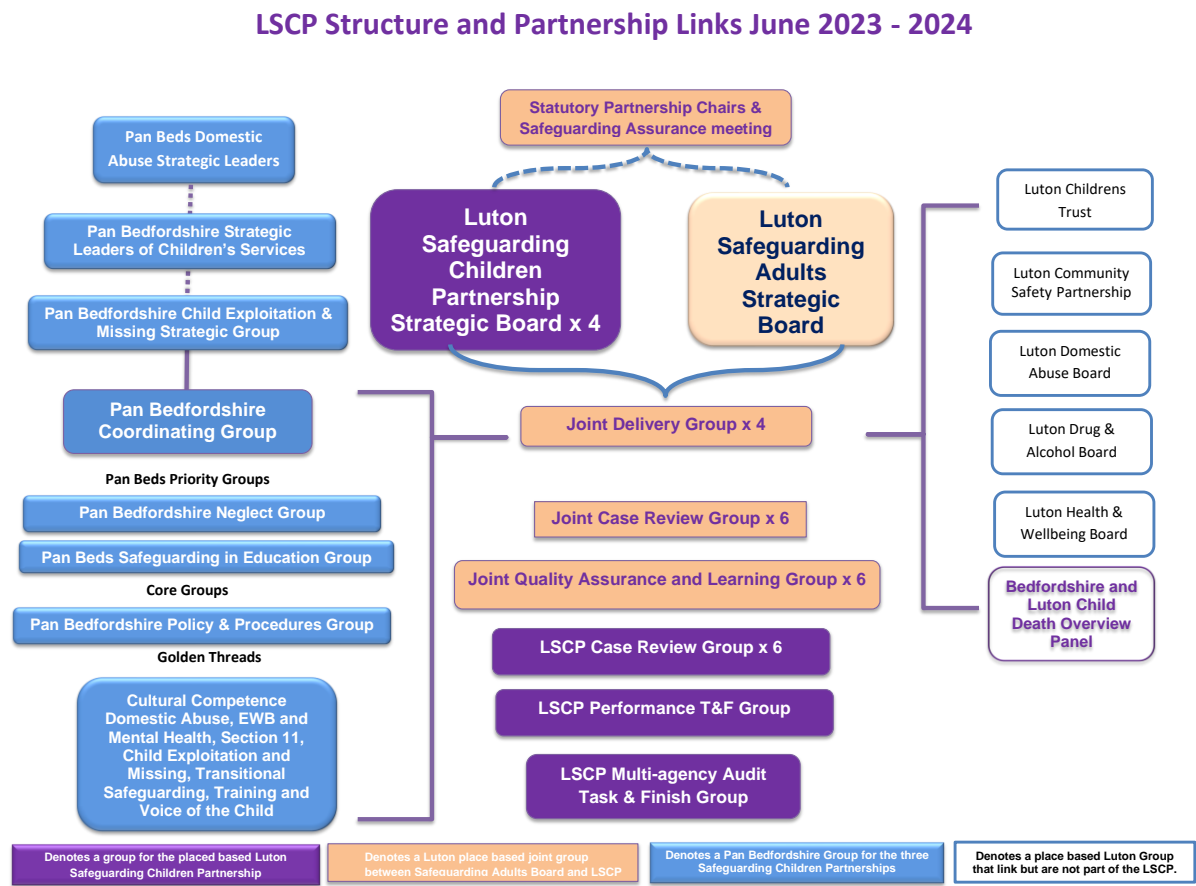 LSCP Structure and Partnership Links June 2023 - 2024
Statutory Partnership Chairs &
Safeguarding Assurance meeting
Pan Beds Domestic
Abuse Strategic Leaders
Pan Bedfordshire Strategic
Leaders of Children's Services
Pan Bedfordshire Child Exploitation &
Missing Strategic Group
Pan Bedfordshire
Coordinating Group
Pan Beds Priority Groups
Pan Bedfordshire Neglect Group
Pan Beds Safeguarding in Education Group
Core Groups
Pan Bedfordshire Policy & Procedures Group
Golden Threads
Cultural Competence
Domestic Abuse, EWB and
Mental Health, Section 11,
Child Exploitation and
Missing, Transitional
Safeguarding, Training and
Voice of the Child
Luton
Safeguarding
Children
Partnership
Strategic Board x 4
Luton
Safeguarding
Adults
Strategic
Board
Joint Delivery Group x 4
Joint Case Review Group x 6
Joint Quality Assurance and Learning Group x 6
LSCP Case Review Group x 6
LSCP Performance T&F Group
LSCP Multi-agency Audit
Task & Finish Group
Luton Childrens
Trust
Luton Community
Safety Partnership
Luton Domestic
Abuse Board
Luton Drug &
Alcohol Board
Luton Health &
Wellbeing Board
Bedfordshire and
Luton Child
Death Overview
Panel
Denotes a group for the placed based Luton
Safeguarding Children Partnership
Denotes a Luton place based joint group
between Safeguarding Adults Board and LSCP
Denotes a Pan Bedfordshire Group for the three
Safeguarding Children Partnerships
Denotes a place based Luton Group
that link but are not part of the LSCP.